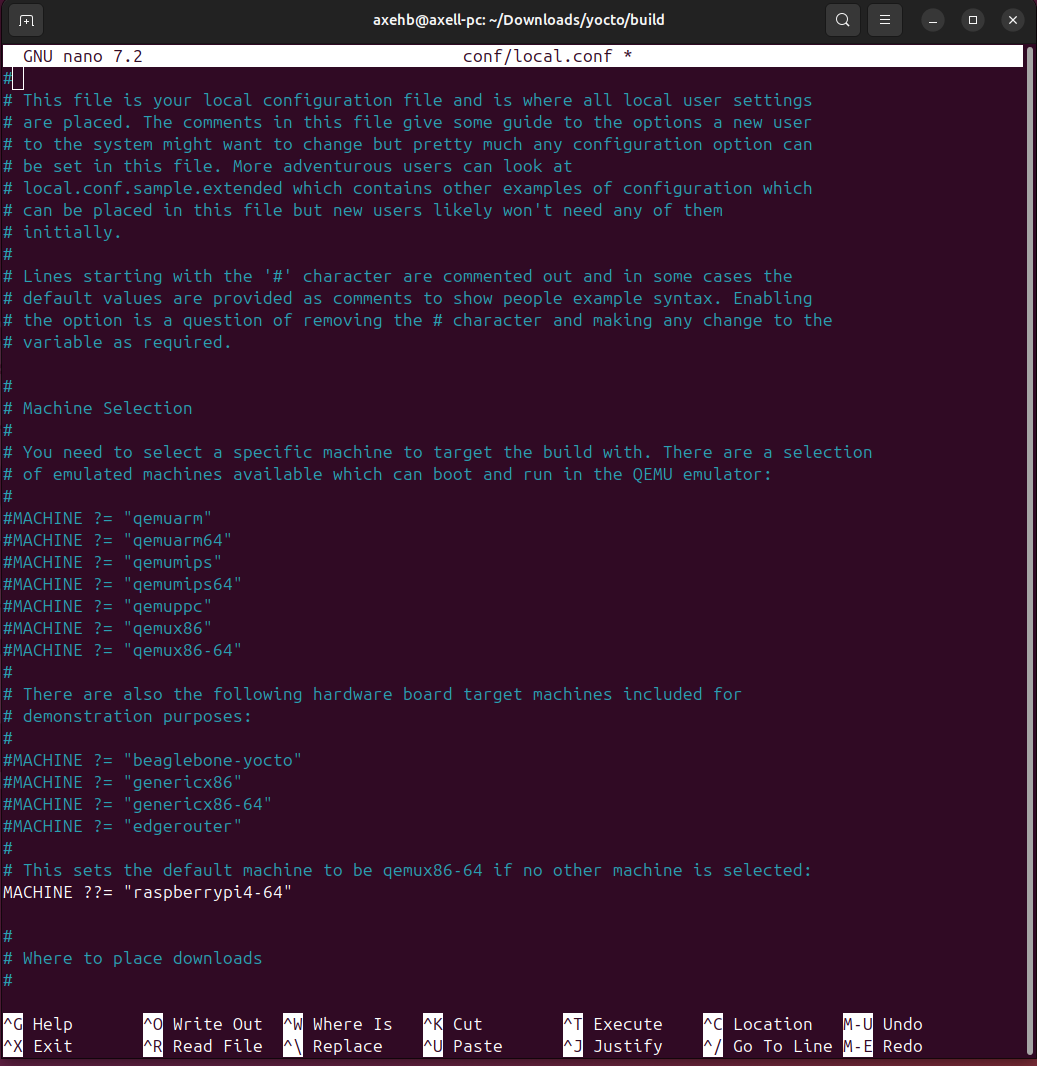 axehb@axell-pc: ~/Downloads/yocto/build
GNU nano 7.2 conf/local.conf *
#
# This file is your local configuration file and is where all local user settings
# are placed. The comments in this file give some guide to the options a new user
# to the system might want to change but pretty much any configuration option can
# be set in this file. More adventurous users can look at
# local.conf.sample.extended which contains other examples of configuration which
# can be placed in this file but new users likely won't need any of them
# initially.
#
# Lines starting with the '#' character are commented out and in some cases the
# default values are provided as comments to show people example syntax. Enabling
# the option is a question of removing the # character and making any change to the
# variable as required.

#
# Machine Selection
#
# You need to select a specific machine to target the build with. There are a selection
# of emulated machines available which can boot and run in the QEMU emulator:
#
#MACHINE ?= "qemuarm"
#MACHINE ?= "qemuarm64"
#MACHINE ?= "qemumips"
#MACHINE ?= "qemumips64"
#MACHINE ?= "qemuppc"
#MACHINE ?= "qemux86"
#MACHINE ?= "qemux86-64"
#
# There are also the following hardware board target machines included for
# demonstration purposes:
#
#MACHINE ?= "beaglebone-yocto"
#MACHINE ?= "genericx86"
#MACHINE ?= "genericx86-64"
#MACHINE ?= "edgerouter"
#
# This sets the default machine to be qemux86-64 if no other machine is selected:
MACHINE ??= "raspberrypi4-64"

#
# Where to place downloads
#
^G Help ^O Write Out ^W Where Is ^K Cut ^T Execute ^C Location M-U Undo
^X Exit ^R Read File ^\ Replace ^U Paste ^J Justify ^/ Go To Line M-E Redo